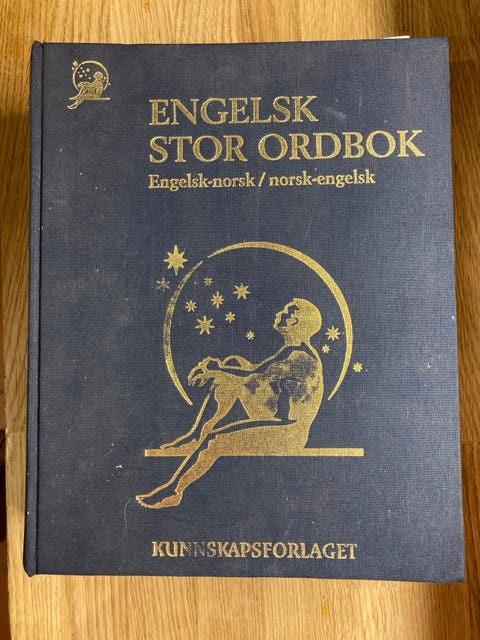 ENGELSK
STOR ORDBOK
Engelsk-norsk / norsk-engelsk
KUNNSKAPSFORLAGET